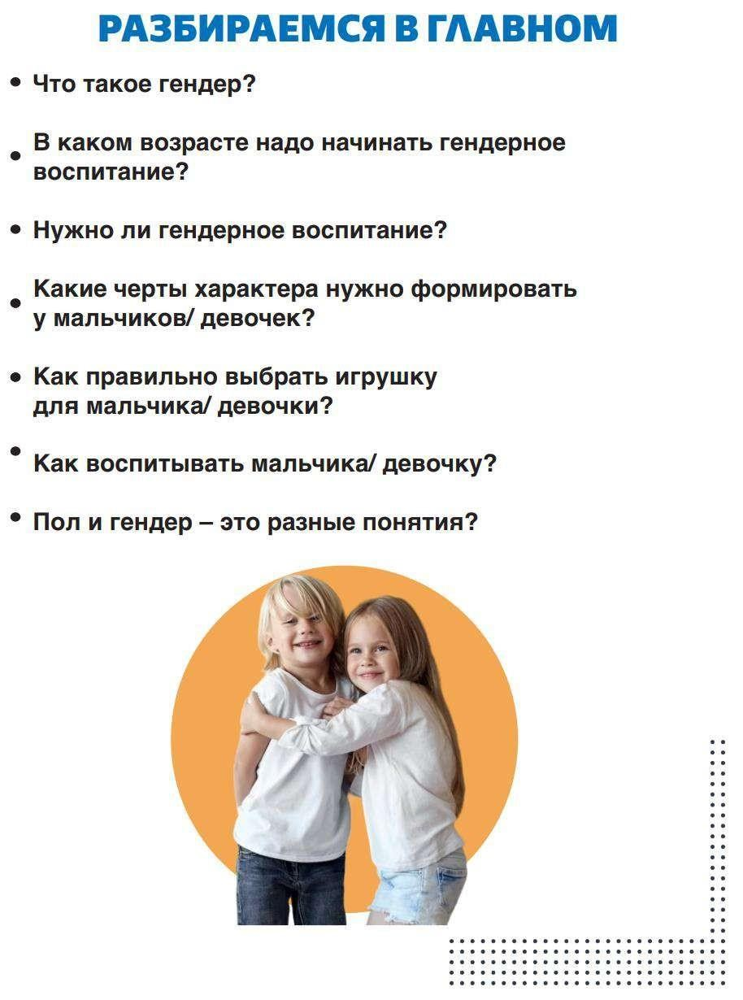 РАЗБИРАЕМСЯ В ГЛАВНОМ
• Что такое гендер?
• В каком возрасте надо начинать гендерное
воспитание?
• Нужно ли гендерное воспитание?
• Какие черты характера нужно формировать
у мальчиков/ девочек?
• Как правильно выбрать игрушку
для мальчика/ девочки?
• Как воспитывать мальчика/ девочку?
• Пол и гендер – это разные понятия?